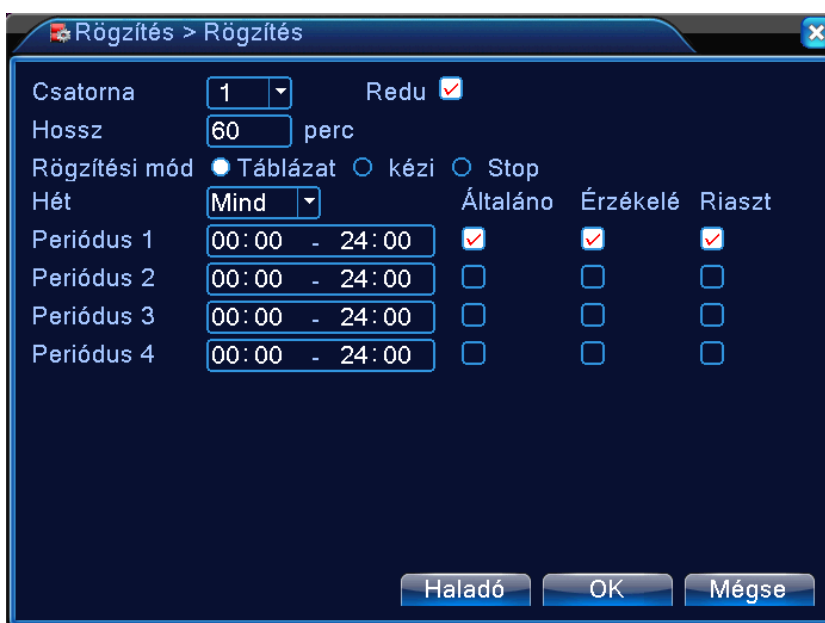 Rögzítés > Rögzítés
Csatorna 1 Redu
Hossz 60 perc
Rögzítési mód Táblázat kézi Stop
Hét Mind Általáno Érzékelé Riaszt
Periódus 1 00:00 - 24:00
Periódus 2 00:00 - 24:00
Periódus 3 00:00 - 24:00
Periódus 4 00:00 - 24:00
Haladó OK Mégse